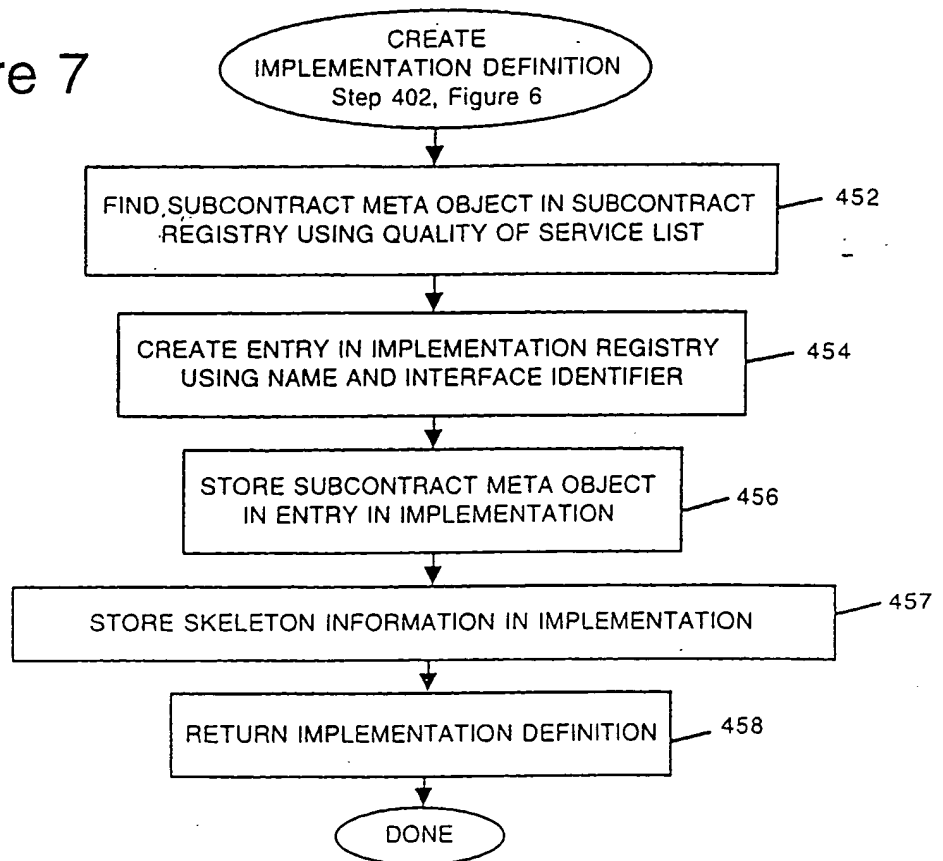 re 7
CREATE
IMPLEMENTATION DEFINITION
Step 402, Figure 6
FIND SUBCONTRACT META OBJECT IN SUBCONTRACT
REGISTRY USING QUALITY OF SERVICE LIST
452
CREATE ENTRY IN IMPLEMENTATION REGISTRY
USING NAME AND INTERFACE IDENTIFIER
454
STORE SUBCONTRACT META OBJECT
IN ENTRY IN IMPLEMENTATION
456
STORE SKELETON INFORMATION IN IMPLEMENTATION
457
RETURN IMPLEMENTATION DEFINITION
458
DONE